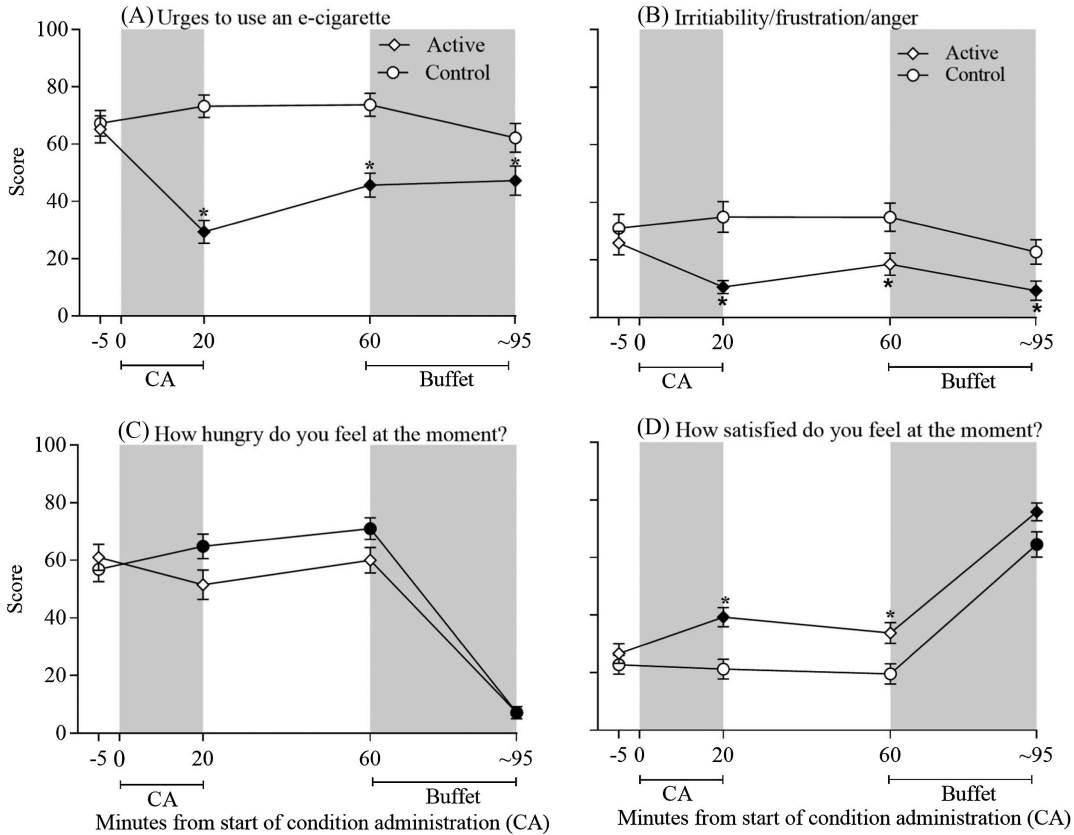 (A) Urges to use an e-cigarette
Active
Control
Score
100
80
60
40
20
0
*
*
*
-5 0 20 60 ~95
CA Buffet
(B) Irritiability/frustration/anger
Active
Control
*
*
*
-5 0 20 60 ~95
CA Buffet
(C) How hungry do you feel at the moment?
Score
100
80
60
40
20
0
-5 0 20 60 ~95
CA Buffet
(D) How satisfied do you feel at the moment?
*
*
-5 0 20 60 ~95
CA Buffet
Minutes from start of condition administration (CA)
Minutes from start of condition administration (CA)